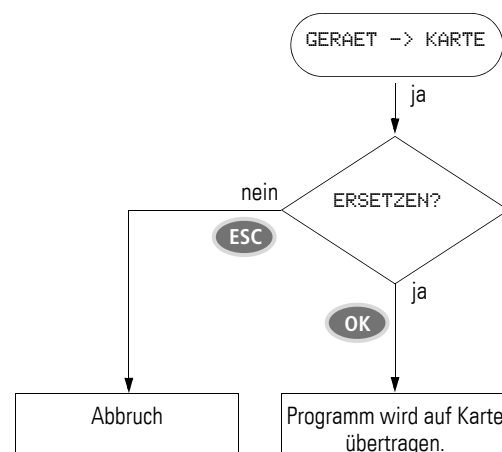 GERAET -> KARTE
ja
ERSETZEN?
nein
ESC
ja
OK
Abbruch
Programm wird auf Karte
übertragen.